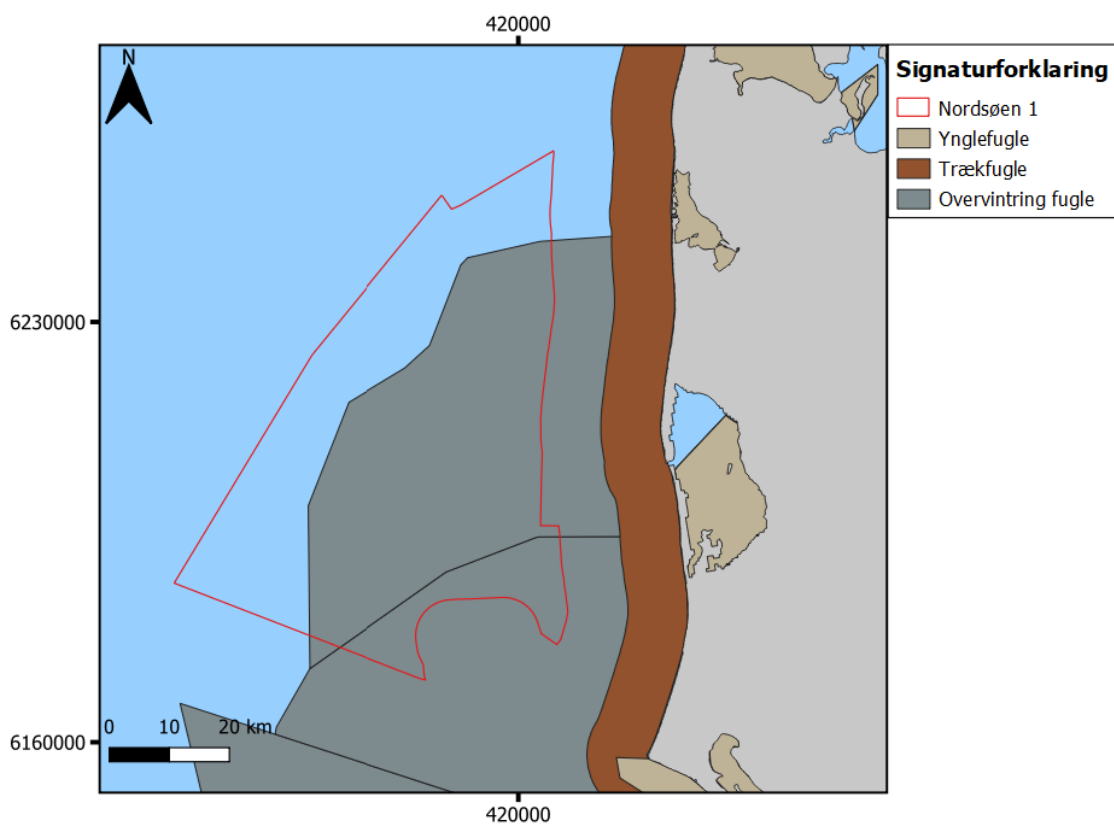 420000
N
Signaturforklaring
Nordsøen 1
Ynglefugle
Trækfugle
Overvintring fugle
6230000
6160000
0 10 20 km
420000